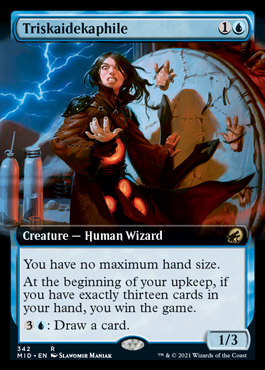 Triskaidekaphile 1
Creature — Human Wizard
You have no maximum hand size.
At the beginning of your upkeep, if
you have exactly thirteen cards in
your hand, you win the game.
3 : Draw a card.
1/3
342 R
MID • EN SLAWOMIR MANIAK ™ & © 2021 Wizards of the Coast